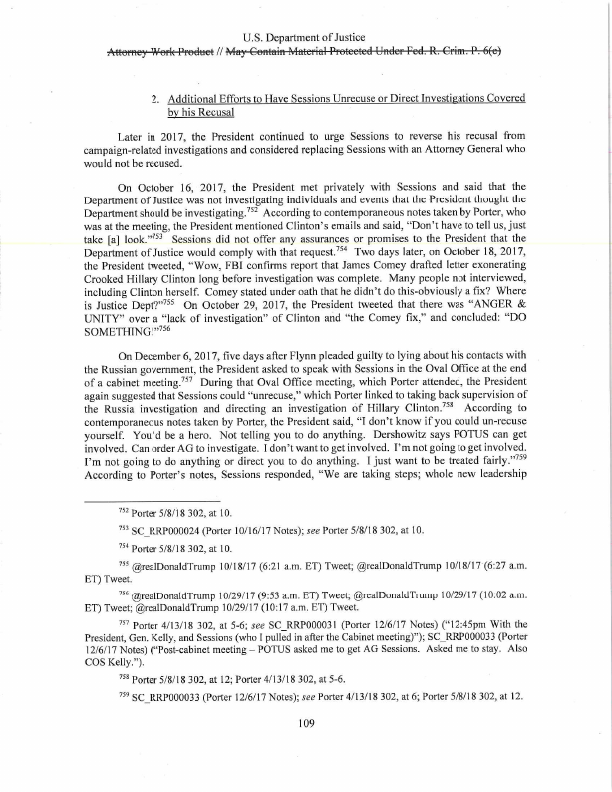 U.S. Department of Justice
Attorney Work Product // May Contain Material Protected Under Fed. R. Crim. P. 6(e)
2. Additional Efforts to Have Sessions Unrecuse or Direct Investigations Covered
by his Recusal
Later in 2017, the President continued to urge Sessions to reverse his recusal from
campaign-related investigations and considered replacing Sessions with an Attorney General who
would not be recused.
On October 16, 2017, the President met privately with Sessions and said that the
Department of Justice was not investigating individuals and events that the President thought the
Department should be investigating.752 According to contemporaneous notes taken by Porter, who
was at the meeting, the President mentioned Clinton's emails and said, "Don't have to tell us, just
take [a] look."753 Sessions did not offer any assurances or promises to the President that the
Department of Justice would comply with that request.754 Two days later, on October 18, 2017,
the President tweeted, "Wow, FBI confirms report that James Comey drafted letter exonerating
Crooked Hillary Clinton long before investigation was complete. Many people not interviewed,
including Clinton herself. Comey stated under oath that he didn't do this-obviously a fix? Where
is Justice Dept?"755 On October 29, 2017, the President tweeted that there was "ANGER &
UNITY" over a "lack of investigation" of Clinton and "the Comey fix," and concluded: "DO
SOMETHING!"756
On December 6, 2017, five days after Flynn pleaded guilty to lying about his contacts with
the Russian government, the President asked to speak with Sessions in the Oval Office at the end
of a cabinet meeting.757 During that Oval Office meeting, which Porter attended, the President
again suggested that Sessions could "unrecuse," which Porter linked to taking back supervision of
the Russia investigation and directing an investigation of Hillary Clinton.758 According to
contemporaneous notes taken by Porter, the President said, "I don't know if you could un-recuse
yourself. You'd be a hero. Not telling you to do anything. Dershowitz says POTUS can get
involved. Can order AG to investigate. I don't want to get involved. I'm not going to get involved.
I'm not going to do anything or direct you to do anything. I just want to be treated fairly."759
According to Porter's notes, Sessions responded, "We are taking steps; whole new leadership
752 Porter 5/8/18 302, at 10.
753 SC_RRP000024 (Porter 10/16/17 Notes); see Porter 5/8/18 302, at 10.
754 Porter 5/8/18 302, at 10.
755 @realDonaldTrump 10/18/17 (6:21 a.m. ET) Tweet; @realDonaldTrump 10/18/17 (6:27 a.m.
ET) Tweet.
756 @realDonaldTrump 10/29/17 (9:53 a.m. ET) Tweet; @realDonaldTrump 10/29/17 (10:02 a.m.
ET) Tweet; @realDonaldTrump 10/29/17 (10:17 a.m. ET) Tweet.
757 Porter 4/13/18 302, at 5-6; see SC_RRP000031 (Porter 12/6/17 Notes) ("12:45pm With the
President, Gen. Kelly, and Sessions (who I pulled in after the Cabinet meeting)"); SC_RRP000033 (Porter
12/6/17 Notes) ("Post-cabinet meeting – POTUS asked me to get AG Sessions. Asked me to stay. Also
COS Kelly.").
758 Porter 5/8/18 302, at 12; Porter 4/13/18 302, at 5-6.
759 SC_RRP000033 (Porter 12/6/17 Notes); see Porter 4/13/18 302, at 6; Porter 5/8/18 302, at 12.
109